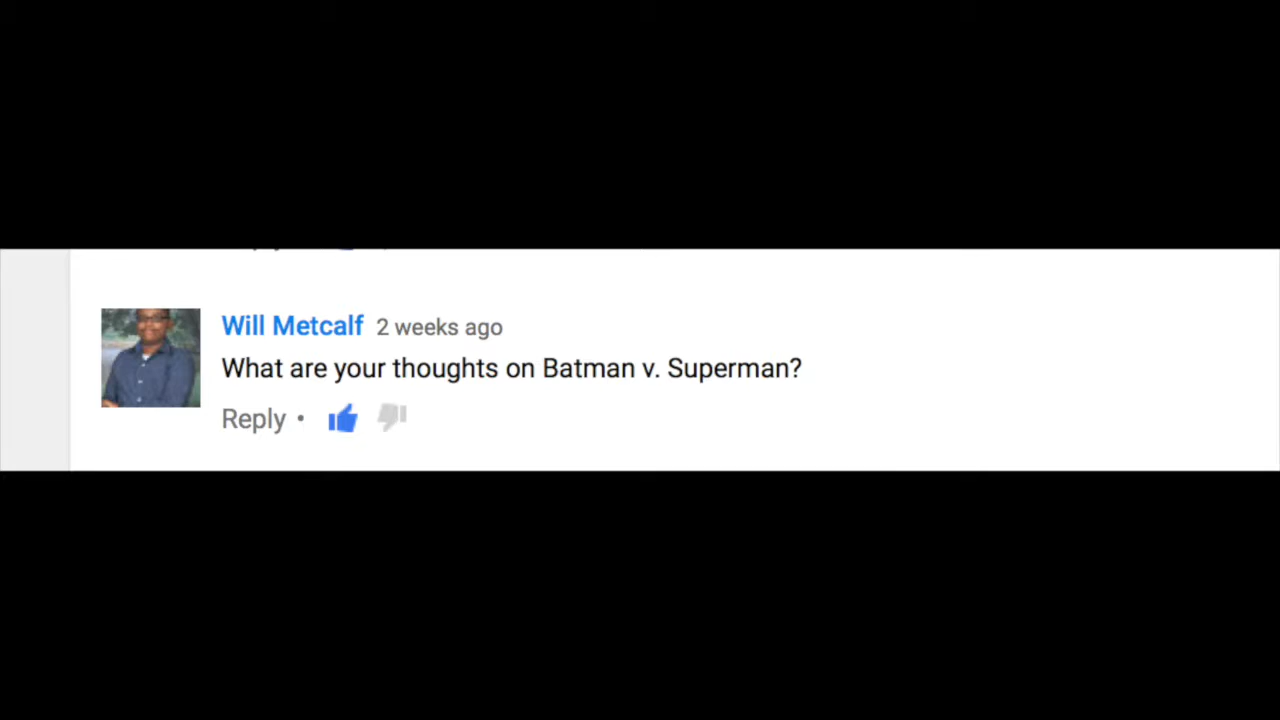 Will Metcalf 2 weeks ago
What are your thoughts on Batman v. Superman?
Reply •